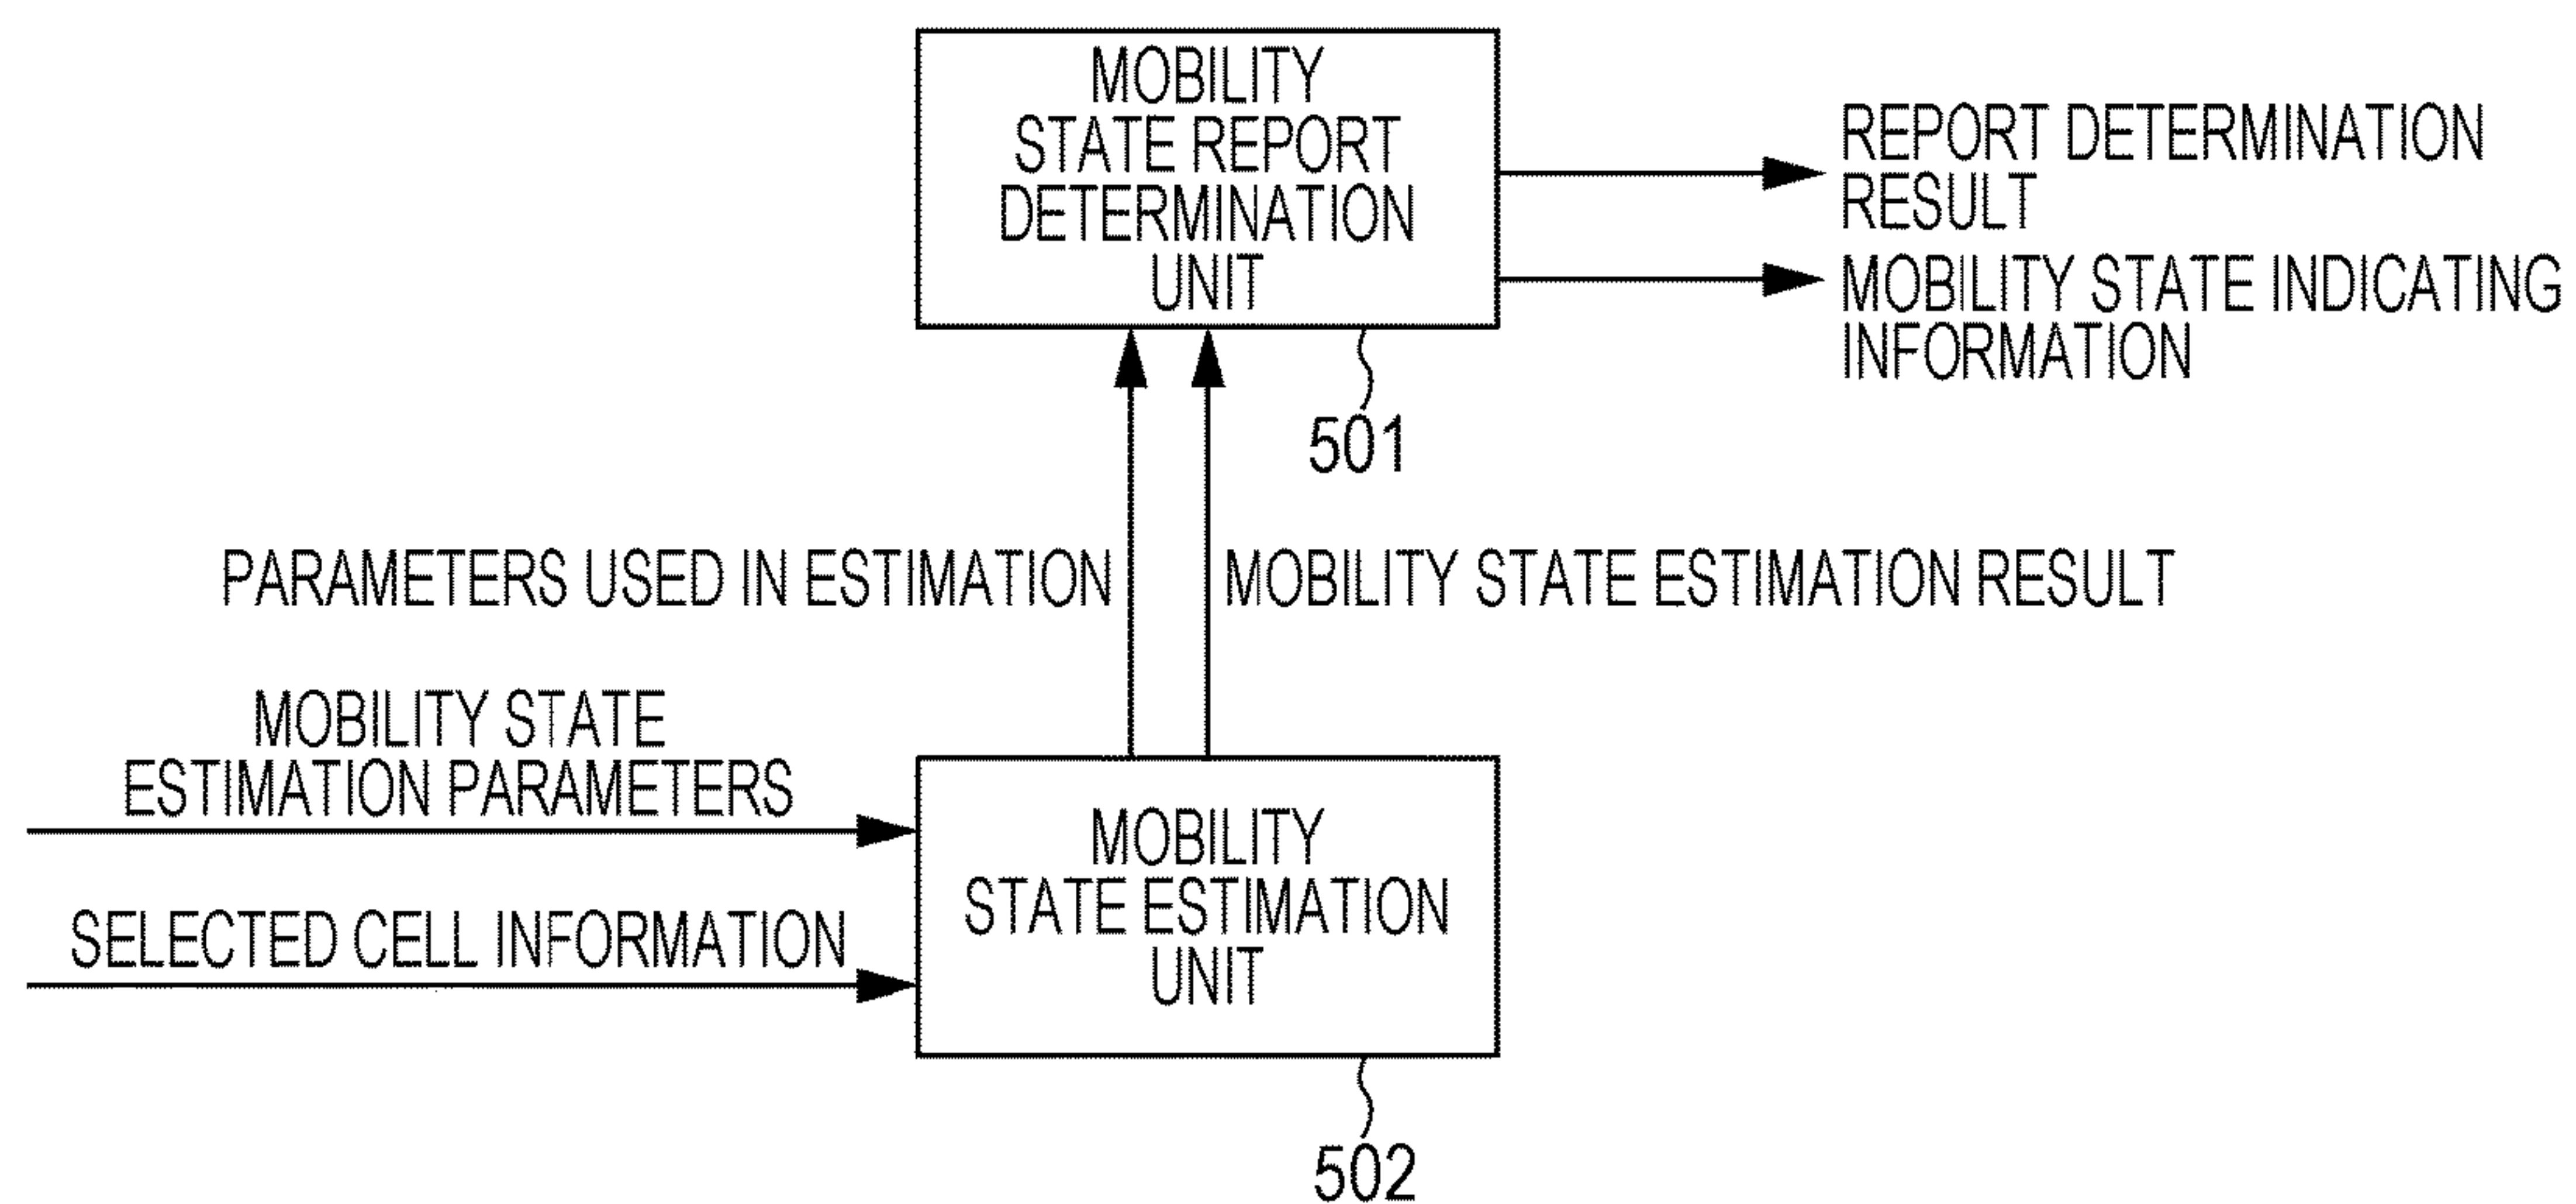 MOBILITY
STATE REPORT
DETERMINATION
UNIT
REPORT DETERMINATION
RESULT
MOBILITY STATE INDICATING
INFORMATION
501
PARAMETERS USED IN ESTIMATION
MOBILITY STATE ESTIMATION RESULT
MOBILITY STATE
ESTIMATION PARAMETERS
SELECTED CELL INFORMATION
MOBILITY
STATE ESTIMATION
UNIT
502